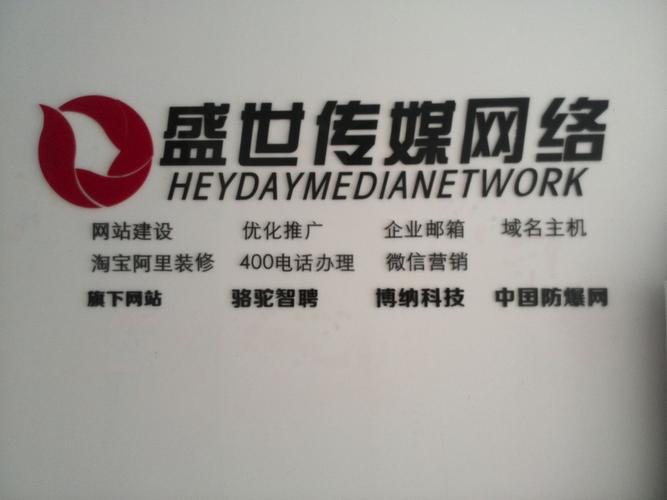 盛世传媒网络
HEYDAYMEDIANETWORK
网站建设 优化推广 企业邮箱 域名主机
淘宝阿里装修 400电话办理 微信营销
旗下网站 骆驼智聘 博纳科技 中国防爆网